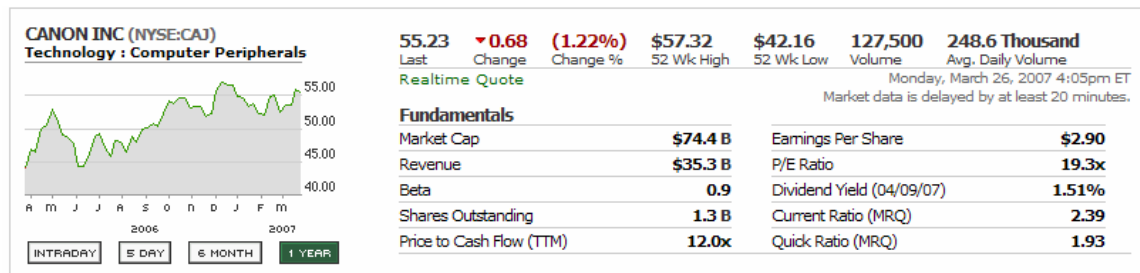 CANON INC (NYSE:CAJ)
Technology : Computer Peripherals
55.00
50.00
45.00
40.00
A M J J A S O N D J F M
2006 2007
INTRADAY 5 DAY 6 MONTH 1 YEAR
55.23 ▼0.68 (1.22%) $57.32 $42.16 127,500 248.6 Thousand
Last Change Change % 52 Wk High 52 Wk Low Volume Avg. Daily Volume
Realtime Quote Monday, March 26, 2007 4:05pm ET
Market data is delayed by at least 20 minutes.
Fundamentals
Market Cap $74.4 B
Revenue $35.3 B
Beta 0.9
Shares Outstanding 1.3 B
Price to Cash Flow (TTM) 12.0x
Earnings Per Share $2.90
P/E Ratio 19.3x
Dividend Yield (04/09/07) 1.51%
Current Ratio (MRQ) 2.39
Quick Ratio (MRQ) 1.93